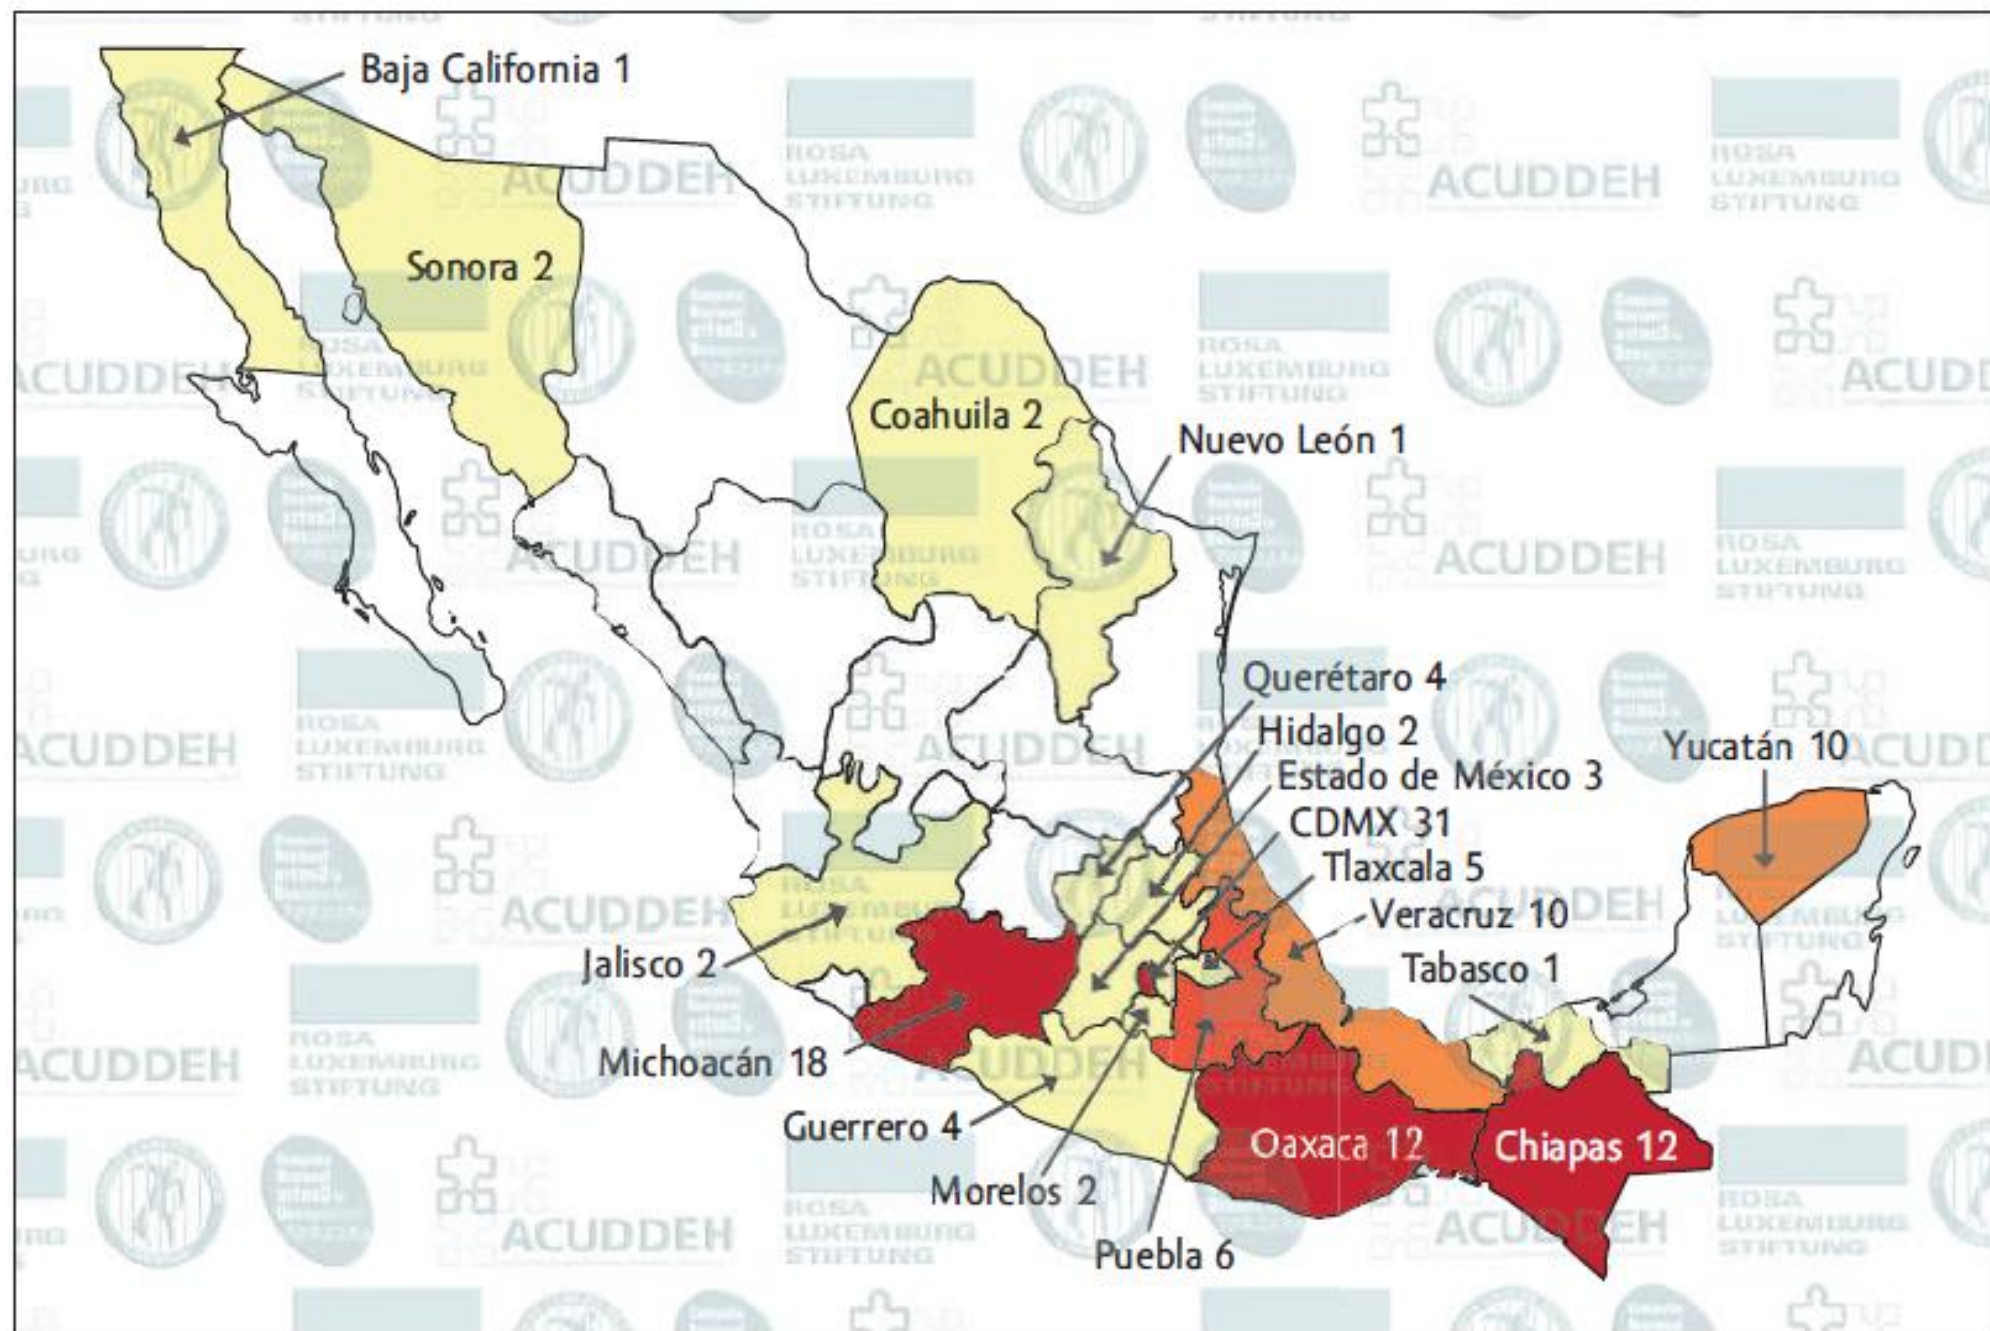 Baja California 1
Sonora 2
Coahuila 2
Nuevo León 1
Querétaro 4
Hidalgo 2
Estado de México 3
CDMX 31
Tlaxcala 5
Veracruz 10
Yucatán 10
Tabasco 1
Jalisco 2
Michoacán 18
Guerrero 4
Morelos 2
Puebla 6
Oaxaca 12
Chiapas 12
ACUDDEH
ROSA
LUXEMBURG
STIFTUNG